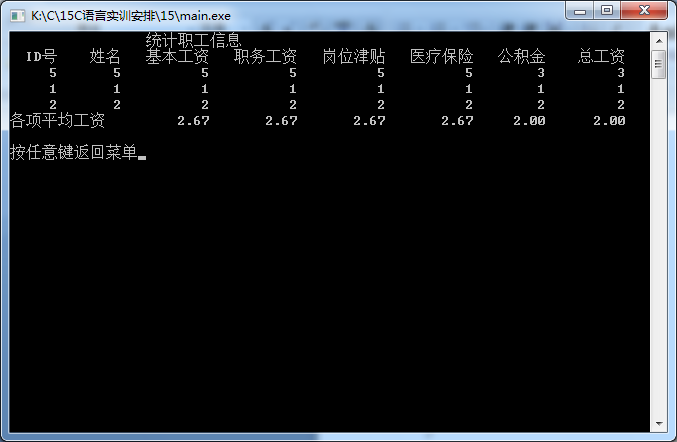 K:\C\15C语言实训安排\15\main.exe
统计职工信息
ID号 姓名 基本工资 职务工资 岗位津贴 医疗保险 公积金 总工资
5 5 5 5 5 5 3 3
1 1 1 1 1 1 1 1
2 2 2 2 2 2 2 2
各项平均工资 2.67 2.67 2.67 2.67 2.00 2.00
按任意键返回菜单